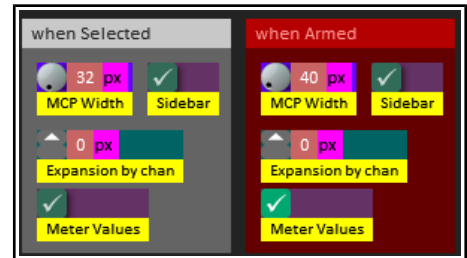 when Selected
32 px
MCP Width
Sidebar
0 px
Expansion by chan
Meter Values
when Armed
40 px
MCP Width
Sidebar
0 px
Expansion by chan
Meter Values